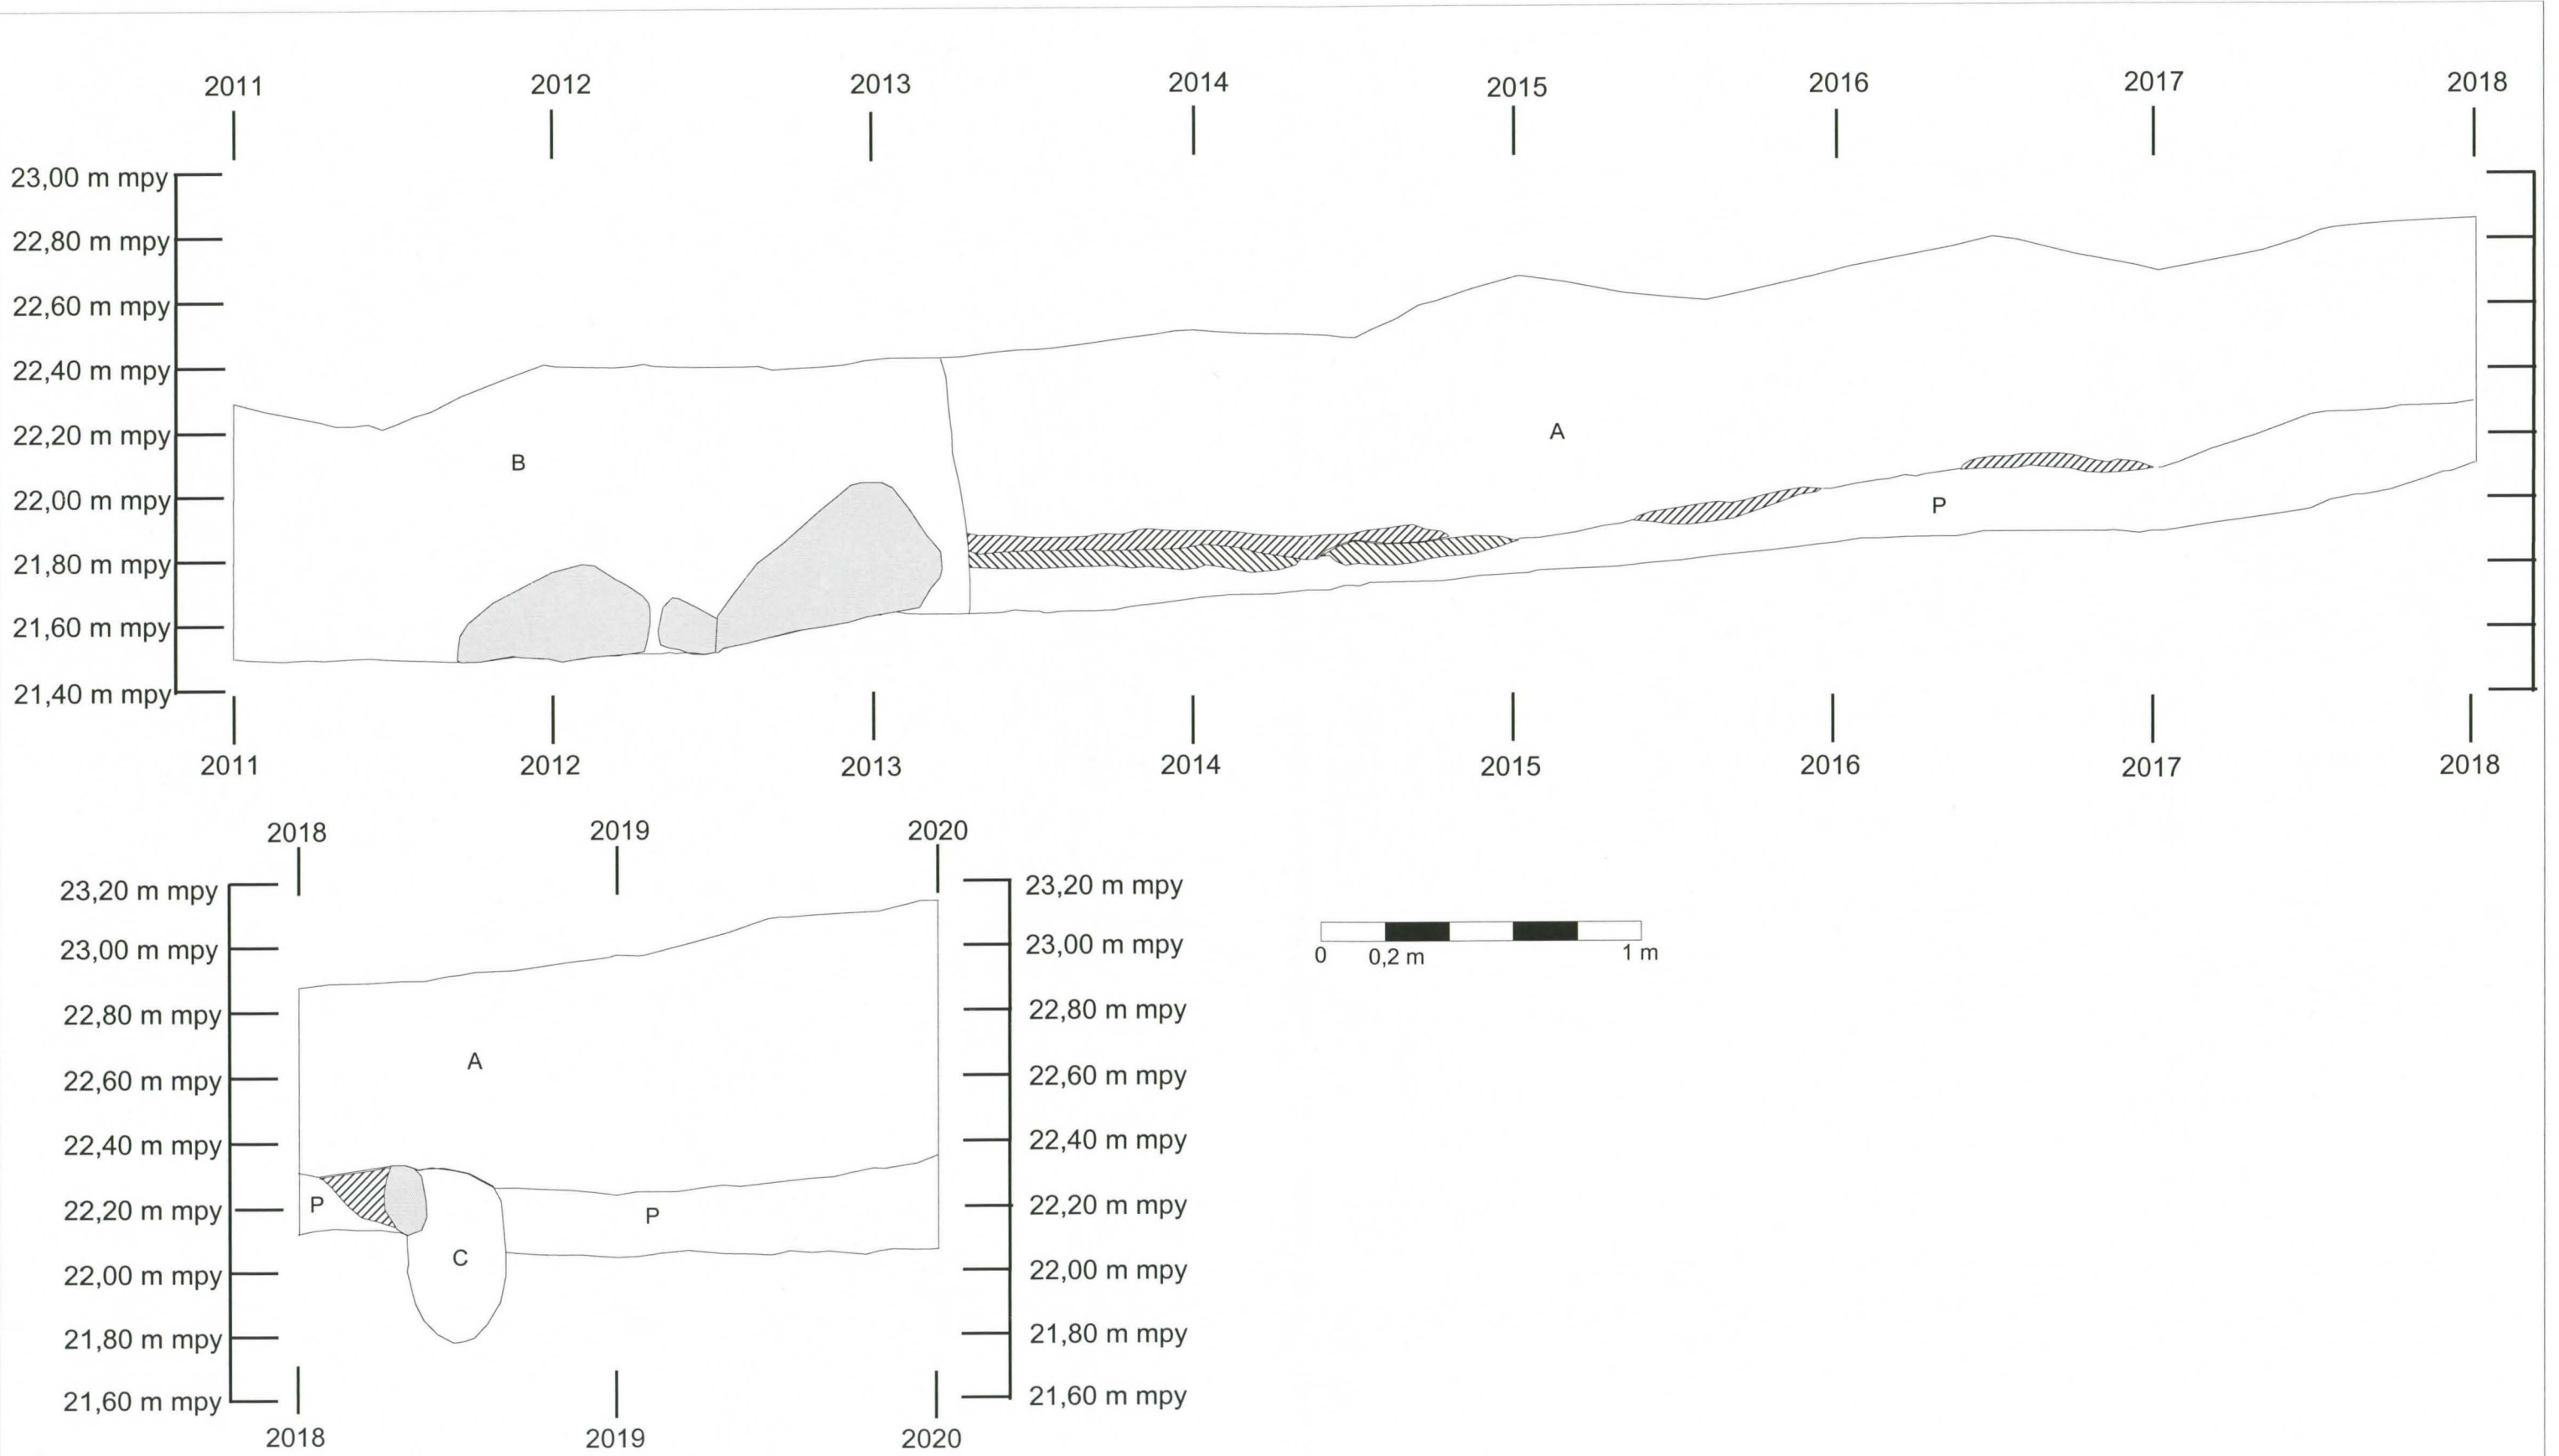 2011 2012 2013 2014 2015 2016 2017 2018
23,00 m mpy
22,80 m mpy
22,60 m mpy
22,40 m mpy
22,20 m mpy
A
B
22,00 m mpy
P
21,80 m mpy
21,60 m mpy
21,40 m mpy
2011 2012 2013 2014 2015 2016 2017 2018
2018 2019 2020
23,20 m mpy 23,20 m mpy
23,00 m mpy 23,00 m mpy
0 0,2 m 1 m
22,80 m mpy 22,80 m mpy
A
22,60 m mpy 22,60 m mpy
22,40 m mpy 22,40 m mpy
P
22,20 m mpy P 22,20 m mpy
C
22,00 m mpy 22,00 m mpy
21,80 m mpy 21,80 m mpy
21,60 m mpy 21,60 m mpy
2018 2019 2020